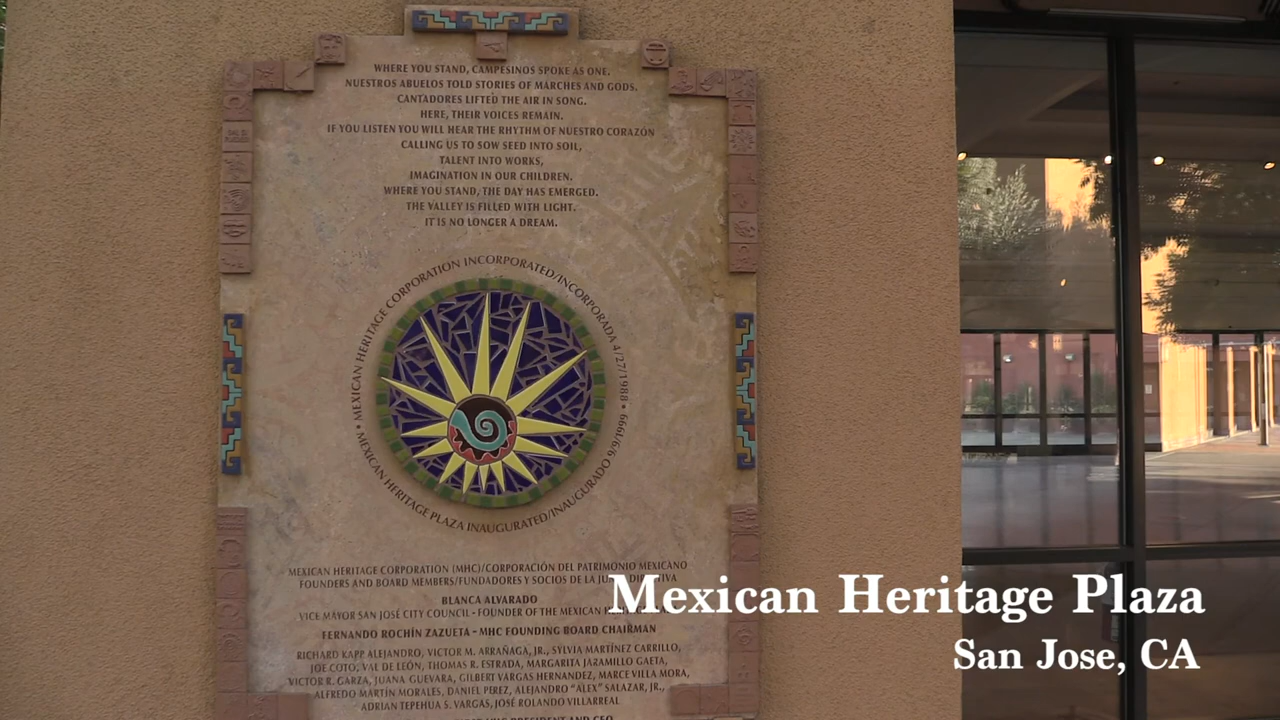 WHERE YOU STAND, CAMPESINOS SPOKE AS ONE.
NUESTROS ABUELOS TOLD STORIES OF MARCHES AND GODS.
CANTADORES LIFTED THE AIR IN SONG.
HERE, THEIR VOICES REMAIN.
IF YOU LISTEN YOU WILL HEAR THE RHYTHM OF NUESTRO CORAZÓN
CALLING US TO SOW SEED INTO SOIL,
TALENT INTO WORKS,
IMAGINATION IN OUR CHILDREN.
WHERE YOU STAND, THE DAY HAS EMERGED.
THE VALLEY IS FILLED WITH LIGHT.
IT IS NO LONGER A DREAM.
• MEXICAN HERITAGE CORPORATION INCORPORATED/INCORPORADA 4/27/1988 •
MEXICAN HERITAGE PLAZA INAUGURATED/INAUGURADO 9/9/1999
MEXICAN HERITAGE CORPORATION (MHC)/CORPORACIÓN DEL PATRIMONIO MEXICANO
FOUNDERS AND BOARD MEMBERS/FUNDADORES Y SOCIOS DE LA JUNTA DIRECTIVA
BLANCA ALVARADO
VICE MAYOR SAN JOSÉ CITY COUNCIL - FOUNDER OF THE MEXICAN
FERNANDO ROCHÍN ZAZUETA - MHC FOUNDING BOARD CHAIRMAN
RICHARD KAPP ALEJANDRO, VICTOR M. ARRAÑAGA, JR., SYLVIA MARTÍNEZ CARRILLO,
JOE COTO, VAL DE LEÓN, THOMAS R. ESTRADA, MARGARITA JARAMILLO GAETA,
VICTOR R. GARZA, JUANA GUEVARA, GILBERT VARGAS HERNANDEZ, MARCE VILLA MORA,
ALFREDO MARTÍN MORALES, DANIEL PEREZ, ALEJANDRO "ALEX" SALAZAR, JR.,
ADRIAN TEPEHUA S. VARGAS, JOSÉ ROLANDO VILLARREAL
PRESIDENT AND CEO
Mexican Heritage Plaza
San Jose, CA